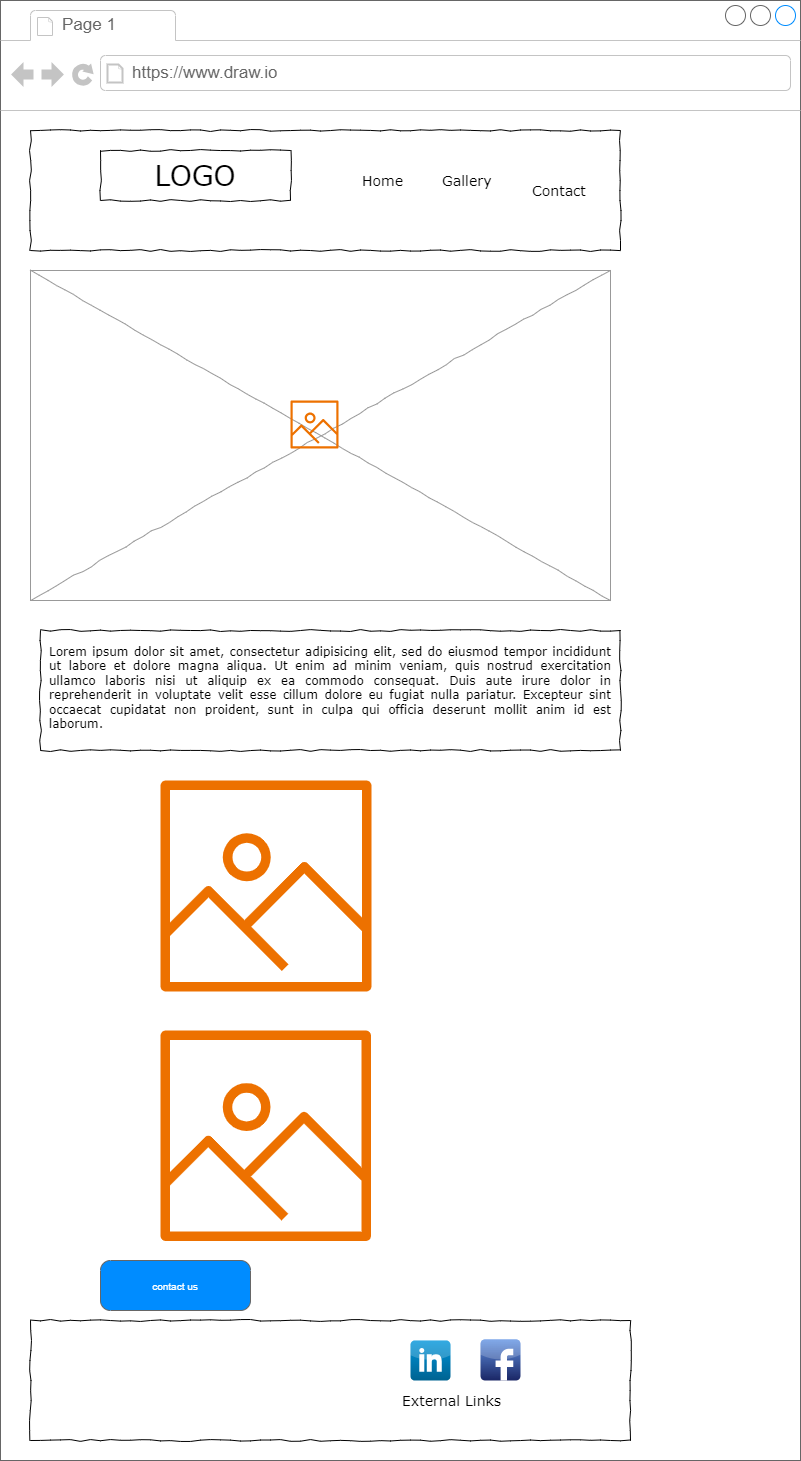 Page 1
https://www.draw.io
LOGO
Home Gallery
Contact
Lorem ipsum dolor sit amet, consectetur adipisicing elit, sed do eiusmod tempor incididunt
ut labore et dolore magna aliqua. Ut enim ad minim veniam, quis nostrud exercitation
ullamco laboris nisi ut aliquip ex ea commodo consequat. Duis aute irure dolor in
reprehenderit in voluptate velit esse cillum dolore eu fugiat nulla pariatur. Excepteur sint
occaecat cupidatat non proident, sunt in culpa qui officia deserunt mollit anim id est
laborum.
contact us
in f
External Links